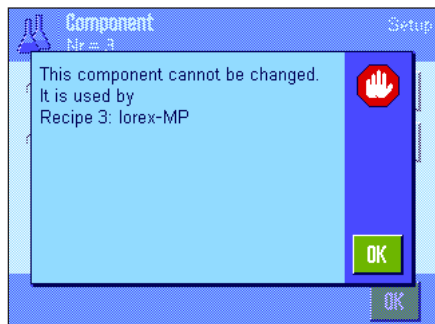 Component
Setup
Nr = 3
This component cannot be changed.
It is used by
Recipe 3: lorex-MP
OK
OK